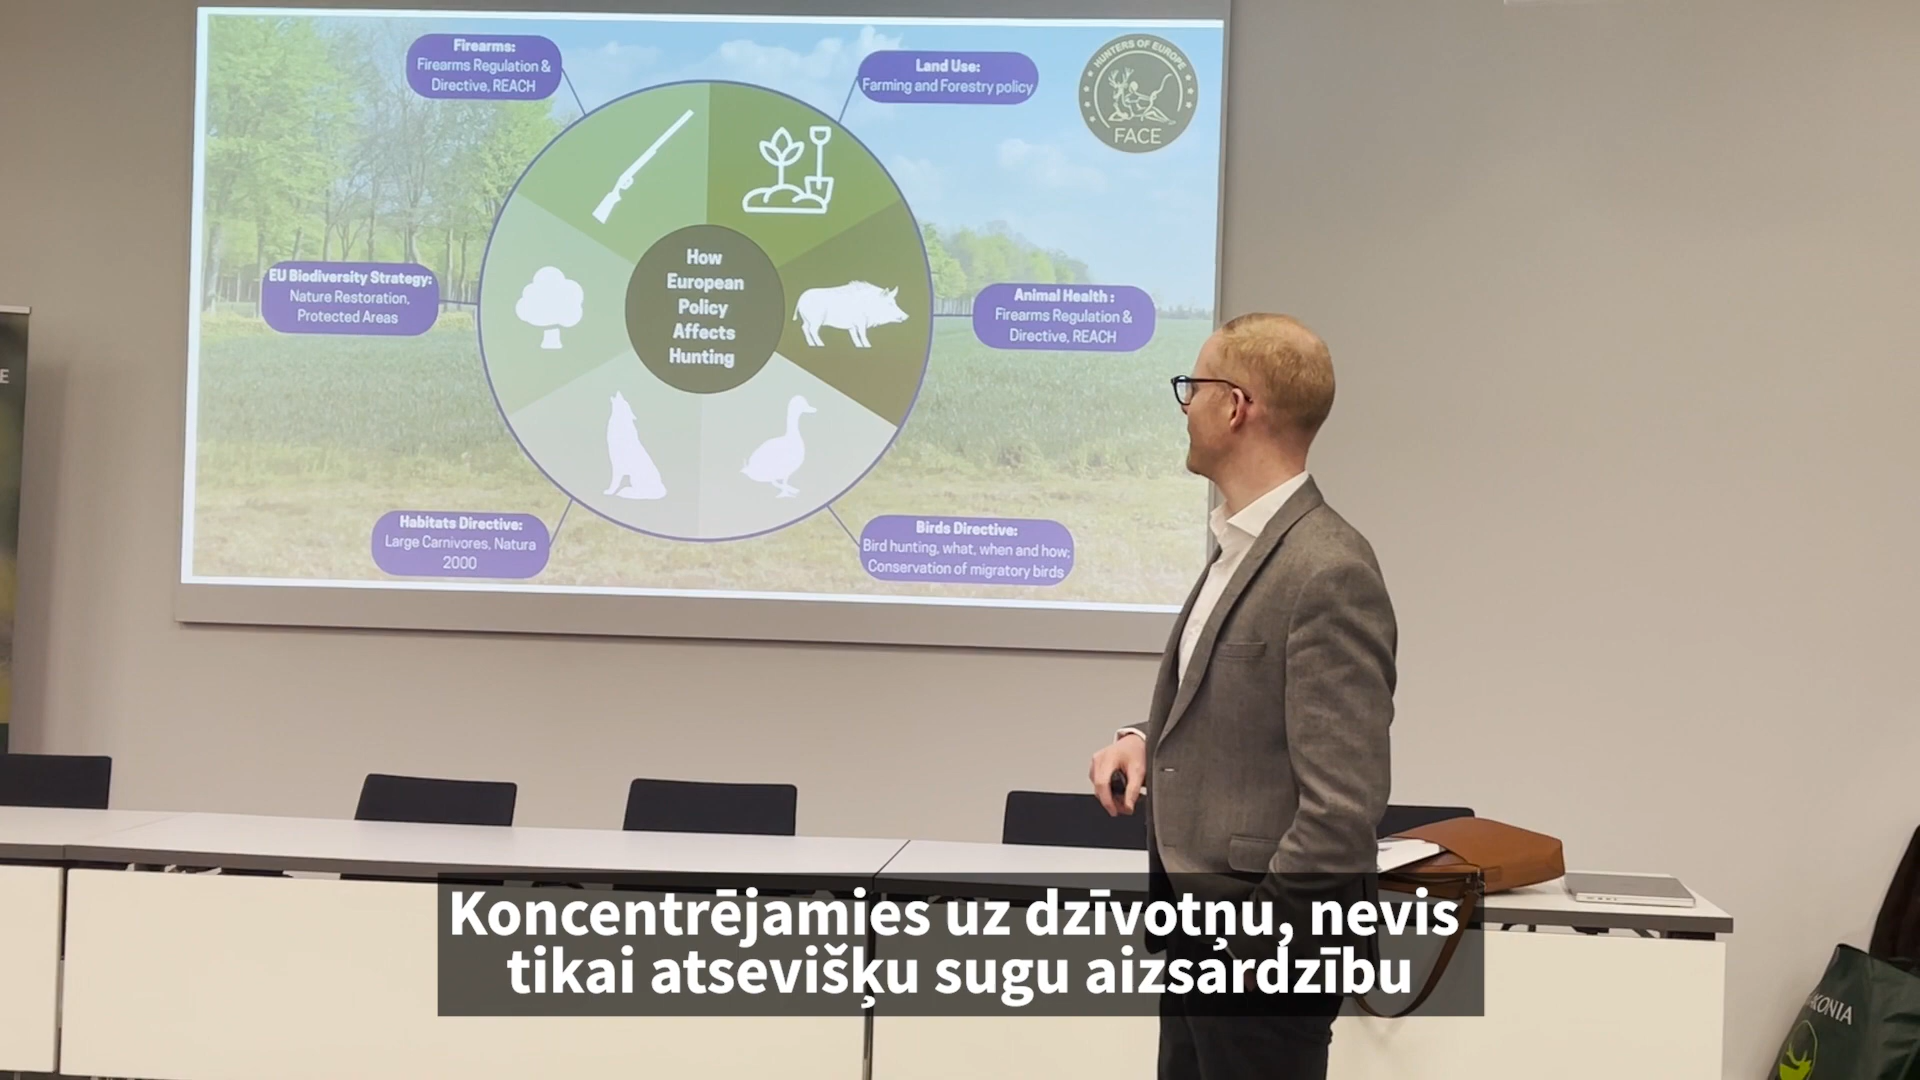 Firearms:
Firearms Regulation &
Directive, REACH
Land Use:
Farming and Forestry policy
HUNTERS OF EUROPE
FACE
EU Biodiversity Strategy:
Nature Restoration,
Protected Areas
How
European
Policy
Affects
Hunting
Animal Health :
Firearms Regulation &
Directive, REACH
Habitats Directive:
Large Carnivores, Natura
2000
Birds Directive:
Bird hunting, what, when and how;
Conservation of migratory birds
E
Koncentrējamies uz dzīvotņu, nevis
tikai atsevišķu sugu aizsardzību
KONIA